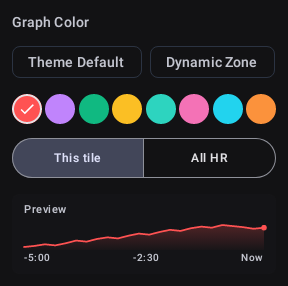 Graph Color
Theme Default
Dynamic Zone
This tile
All HR
Preview
-5:00
-2:30
Now